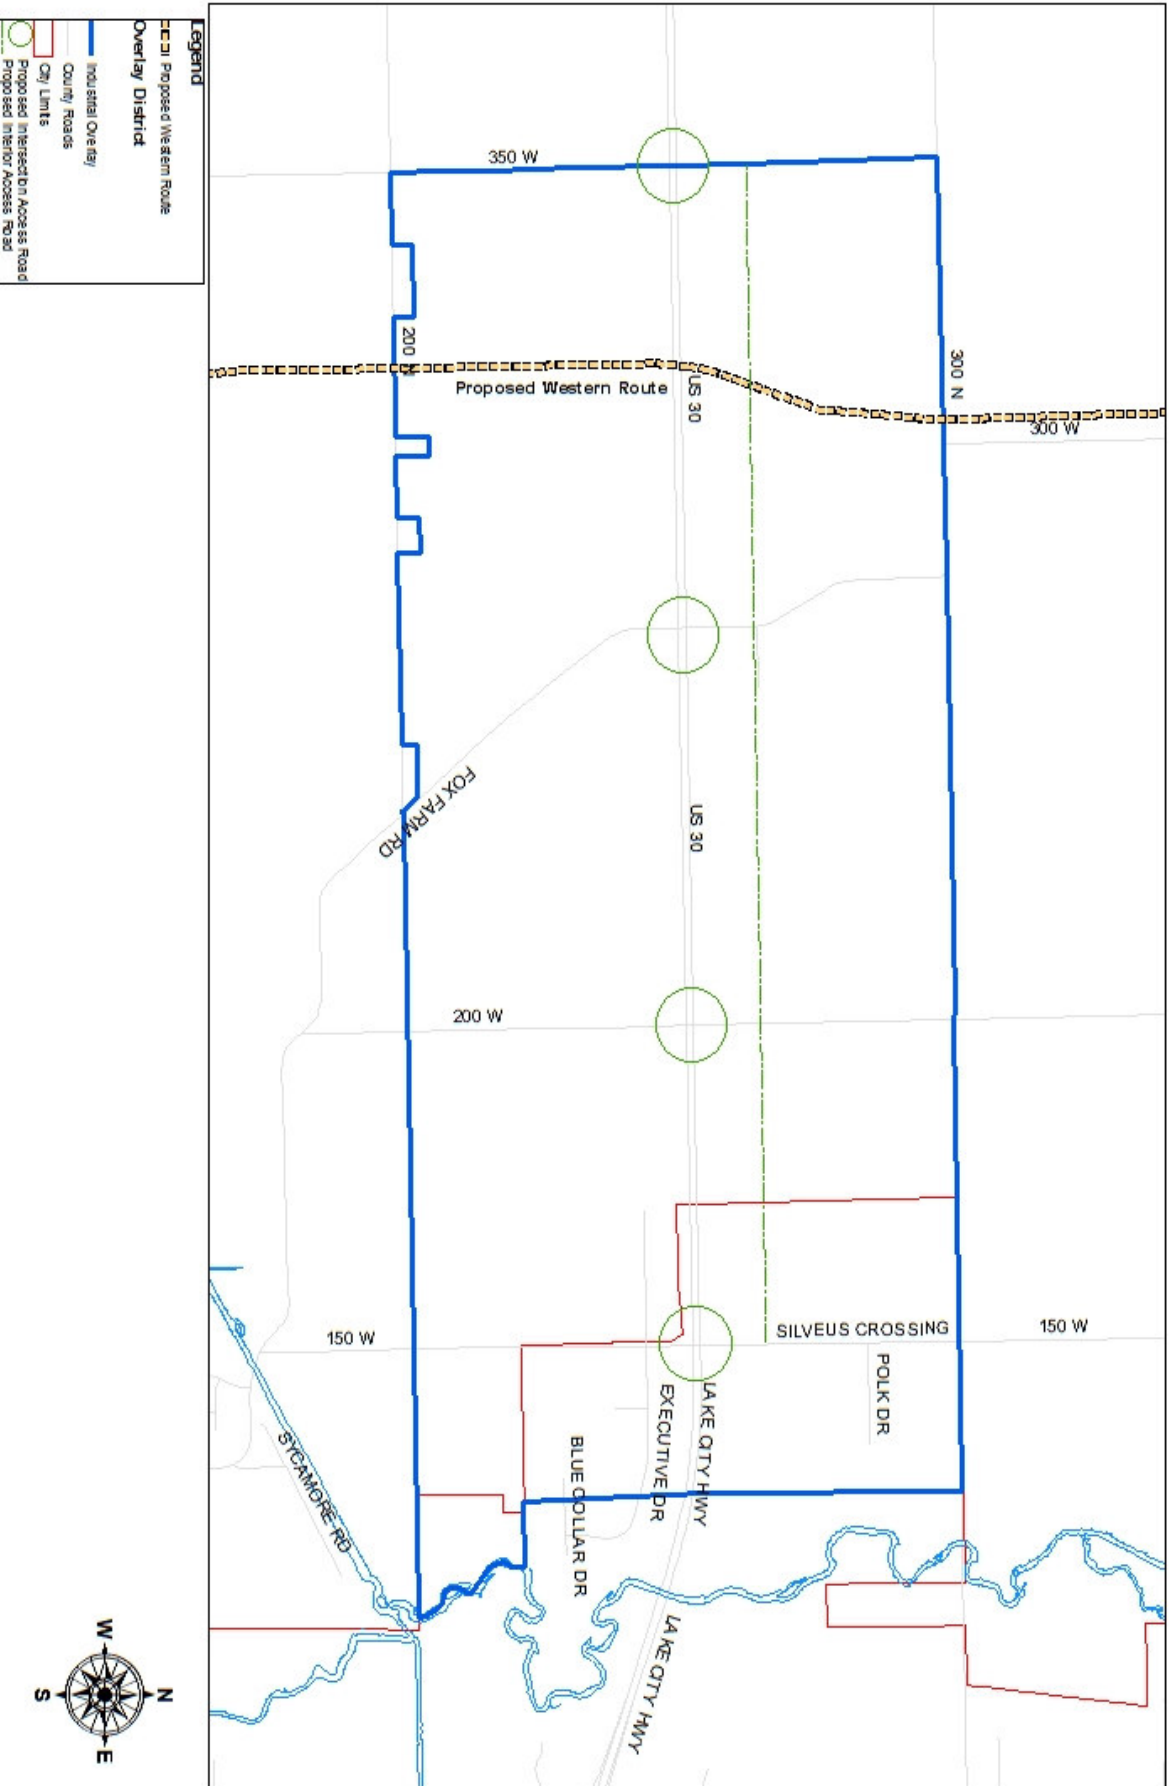 Legend
Proposed Western Route
Overlay District
Industrial Overlay
County Roads
City Limits
Proposed Intersection Access Road
Proposed Interior Access Road
350 W
200 N
Proposed Western Route
US 30
300 N
300 W
FOX FARM RD
US 30
200 W
150 W
SILVEUS CROSSING
150 W
POLK DR
LAKE CITY HWY
EXECUTIVE DR
BLUE COLLAR DR
SYCAMORE RD
LAKE CITY HWY
W
N
S
E